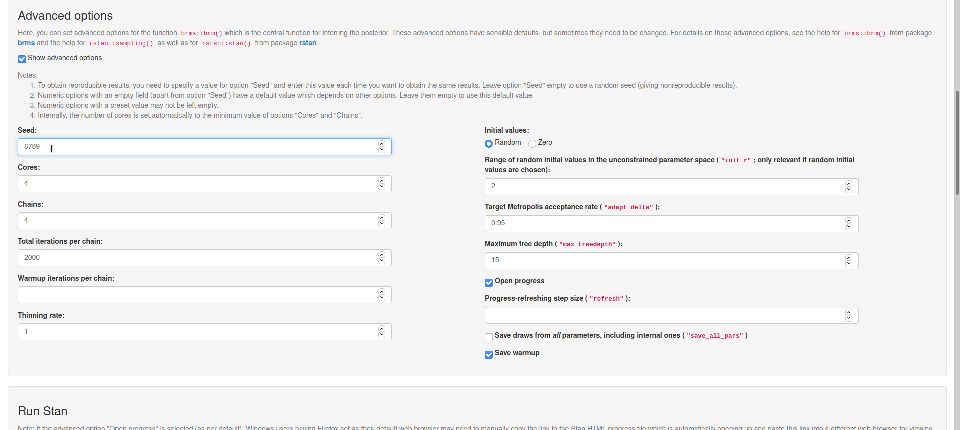 Advanced options
Here, you can set advanced options for the function brms::brm() which is the central function for inferring the posterior. These advanced options have sensible defaults, but sometimes they need to be changed. For details on these advanced options, see the help for brms::brm() from package
brms and the help for rstan::sampling() as well as for rstan::stan() from package rstan.
Show advanced options
Notes:
1. To obtain reproducible results, you need to specify a value for option "Seed" and enter this value each time you want to obtain the same results. Leave option "Seed" empty to use a random seed (giving nonreproducible results).
2. Numeric options with an empty field (apart from option "Seed") have a default value which depends on other options. Leave them empty to use this default value.
3. Numeric options with a preset value may not be left empty.
4. Internally, the number of cores is set automatically to the minimum value of options "Cores" and "Chains".
Seed:
6789
Cores:
4
Chains:
4
Total iterations per chain:
2000
Warmup iterations per chain:
Thinning rate:
1
Initial values:
Random Zero
Range of random initial values in the unconstrained parameter space ( "init_r" ; only relevant if random initial
values are chosen):
2
Target Metropolis acceptance rate ( "adapt_delta" ):
0.95
Maximum tree depth ( "max_treedepth" ):
15
Open progress
Progress-refreshing step size ( "refresh" ):
Save draws from all parameters, including internal ones ( "save_all_pars" )
Save warmup
Run Stan
Note: If the advanced option "Open progress" is selected (as per default), Windows users having Firefox set as their default web browser may need to manually copy the link to the Stan HTML progress file which is automatically opening up and paste this link into a different web browser for viewing